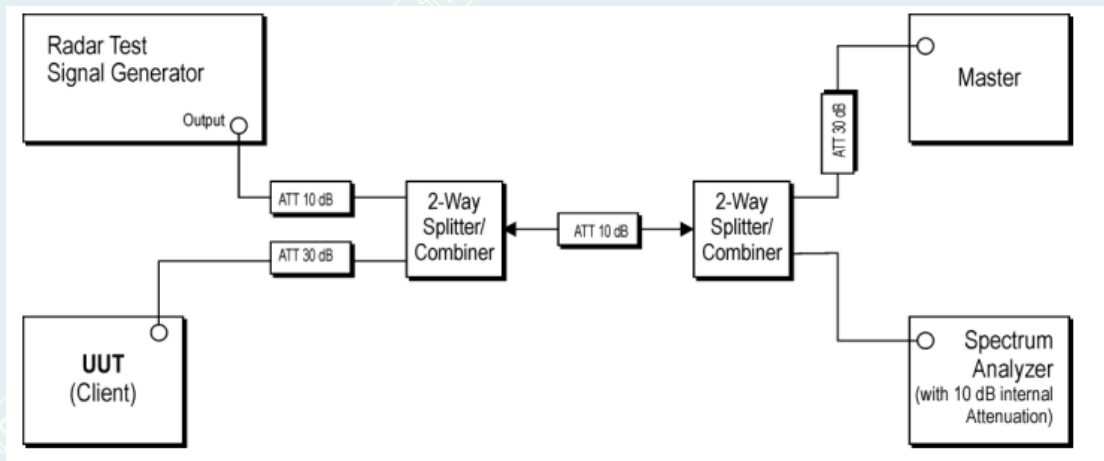 Radar Test
Signal Generator
Output
ATT 10 dB
ATT 30 dB
2-Way
Splitter/
Combiner
ATT 10 dB
2-Way
Splitter/
Combiner
ATT 30 dB
Master
UUT
(Client)
Spectrum
Analyzer
(with 10 dB internal
Attenuation)